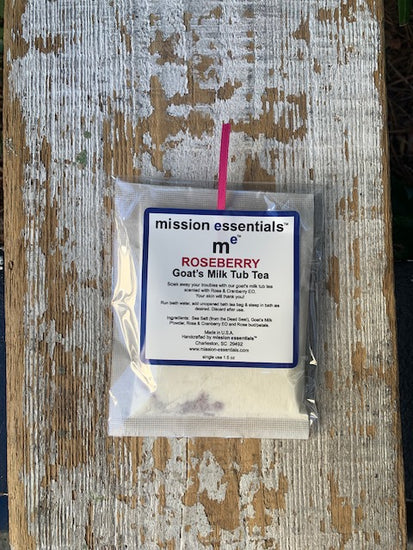 mission essentials™
me™
ROSEBERRY
Goat's Milk Tub Tea
Soak away your troubles with our goat's milk tub tea
scented with Rose & Cranberry EO.
Your skin will thank you!
Run bath water, add unopened bath tea bag & steep in bath as
desired. Discard after use.
Ingredients: Sea Salt (from the Dead Sea), Goat's Milk
Powder, Rose & Cranberry EO and Rose buds/petals.
Made in U.S.A.
Handcrafted by mission essentials™
Charleston, SC 29492
www.mission-essentials.com
single use 1.5 oz